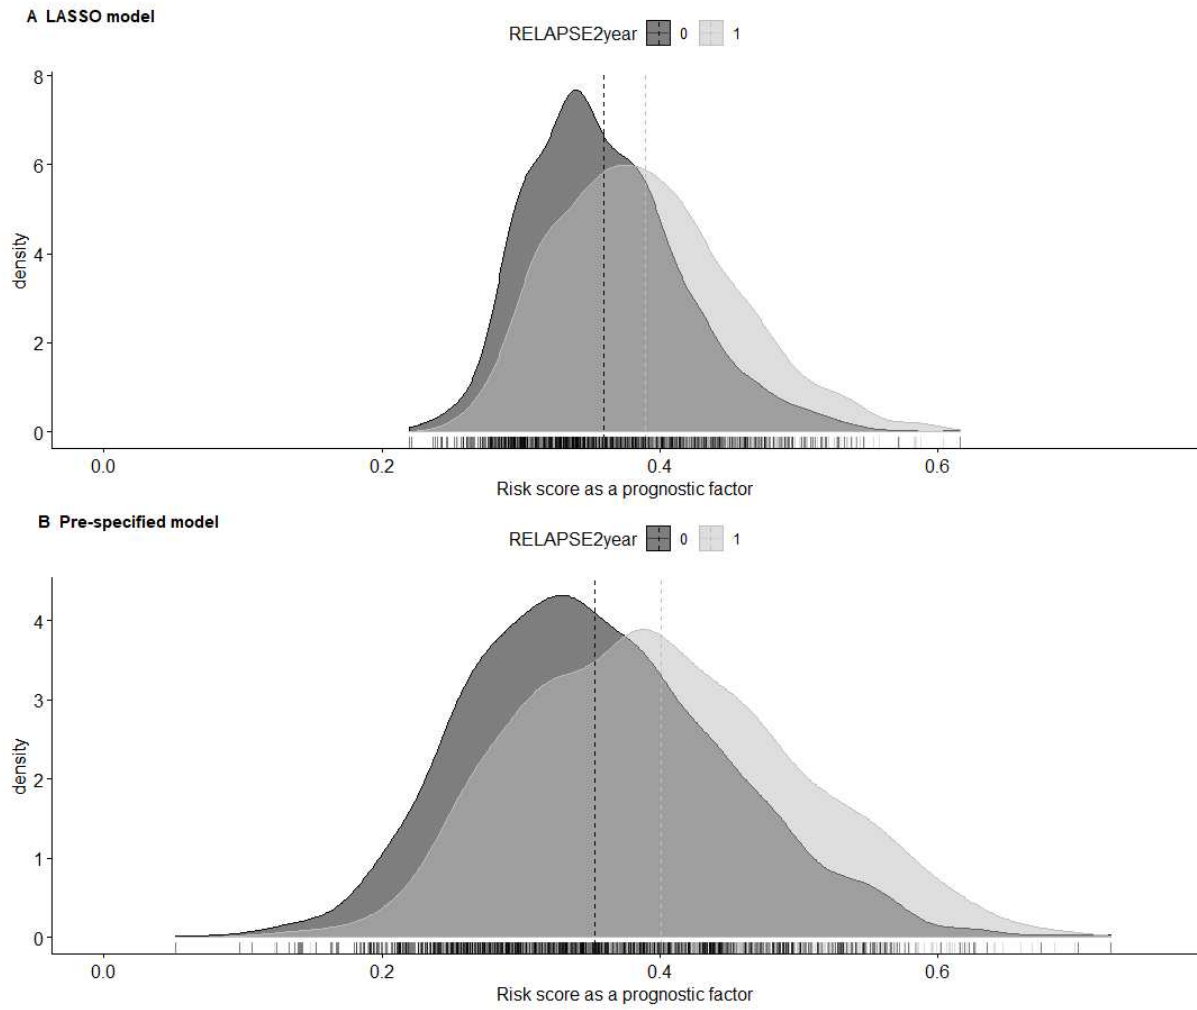 A LASSO model
RELAPSE2year 0 1
8
6
4
2
0
density
0.0 0.2 0.4 0.6
Risk score as a prognostic factor
B Pre-specified model
RELAPSE2year 0 1
4
3
2
1
0
density
0.0 0.2 0.4 0.6
Risk score as a prognostic factor